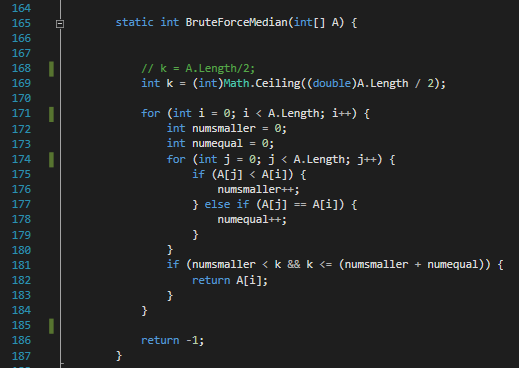 164
165 static int BruteForceMedian(int[] A) {
166
167
168 // k = A.Length/2;
169 int k = (int)Math.Ceiling((double)A.Length / 2);
170
171 for (int i = 0; i < A.Length; i++) {
172 int numsmaller = 0;
173 int numequal = 0;
174 for (int j = 0; j < A.Length; j++) {
175 if (A[j] < A[i]) {
176 numsmaller++;
177 } else if (A[j] == A[i]) {
178 numequal++;
179 }
180 }
181 if (numsmaller < k && k <= (numsmaller + numequal)) {
182 return A[i];
183 }
184 }
185
186 return -1;
187 }